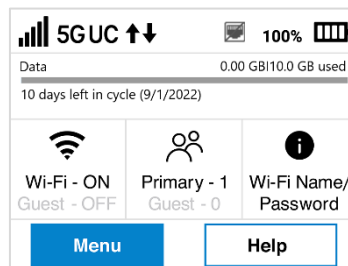 5G UC 100%
Data 0.00 GB|10.0 GB used
10 days left in cycle (9/1/2022)
Wi-Fi - ON Primary - 1 Wi-Fi Name/
Guest - OFF Guest - 0 Password
Menu Help